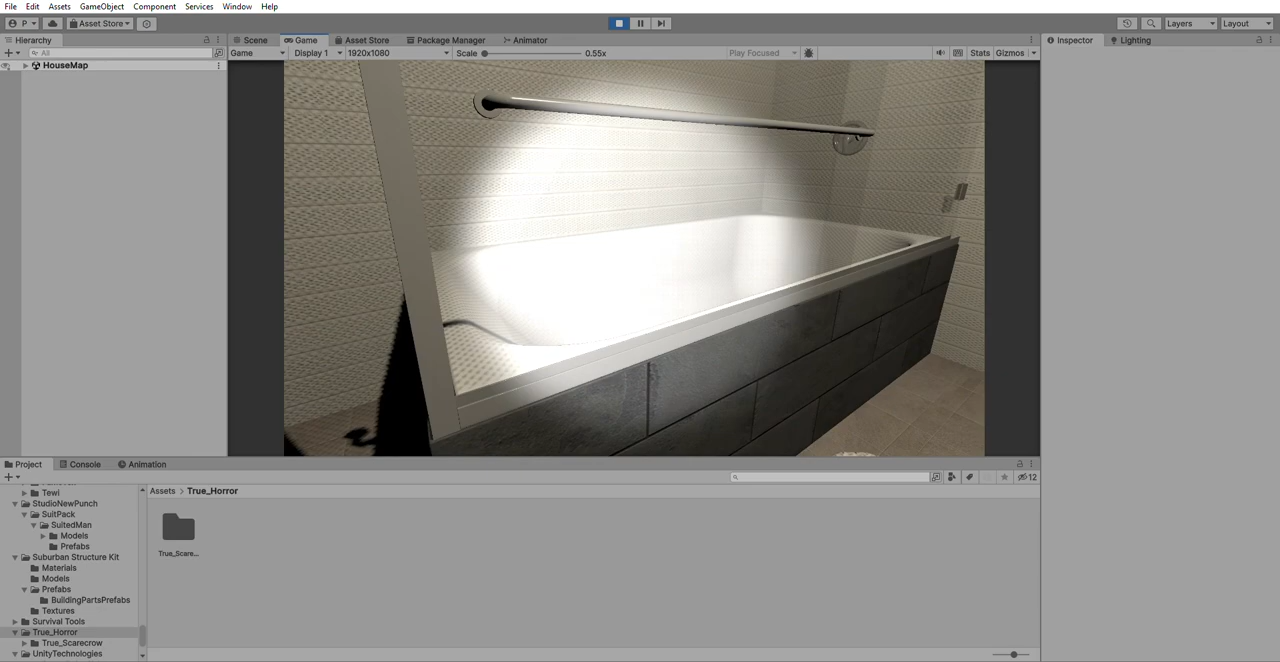 File Edit Assets GameObject Component Services Window Help
P Asset Store Layers Layout
Hierarchy Scene Game Asset Store Package Manager Animator Inspector Lighting
All Game Display 1 1920x1080 Scale 0.55x Play Focused Stats Gizmos
HouseMap
Project Console Animation
12
Tewi
StudioNewPunch
SuitPack
SuitedMan
Models
Prefabs
Suburban Structure Kit
Materials
Models
Prefabs
BuildingPartsPrefabs
Textures
Survival Tools
True_Horror
True_Scarecrow
UnityTechnologies
Assets > True_Horror
True_Scare...